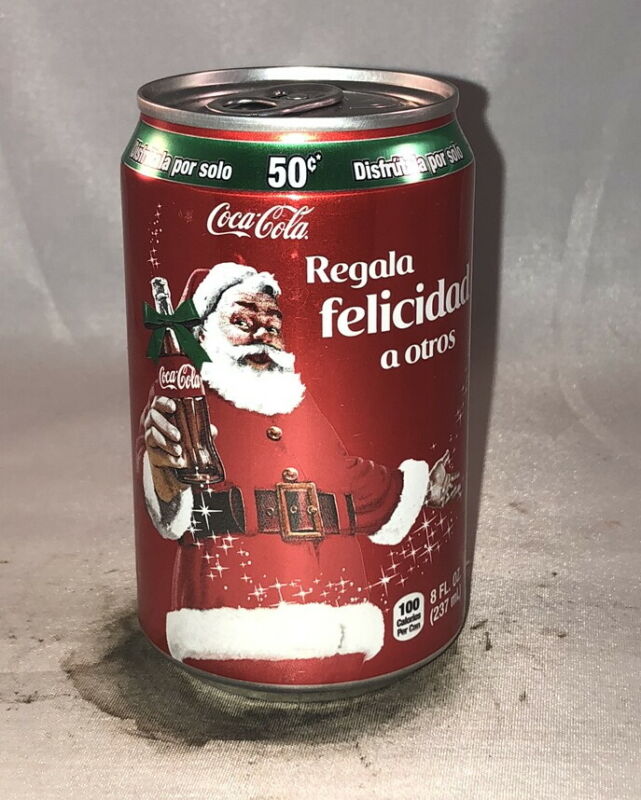 por solo 50¢* Disfrútala por solo
Coca-Cola
Regala
felicidad
a otros
Coca-Cola
100
Calories
Per Can
8 FL. OZ.
(237 mL)